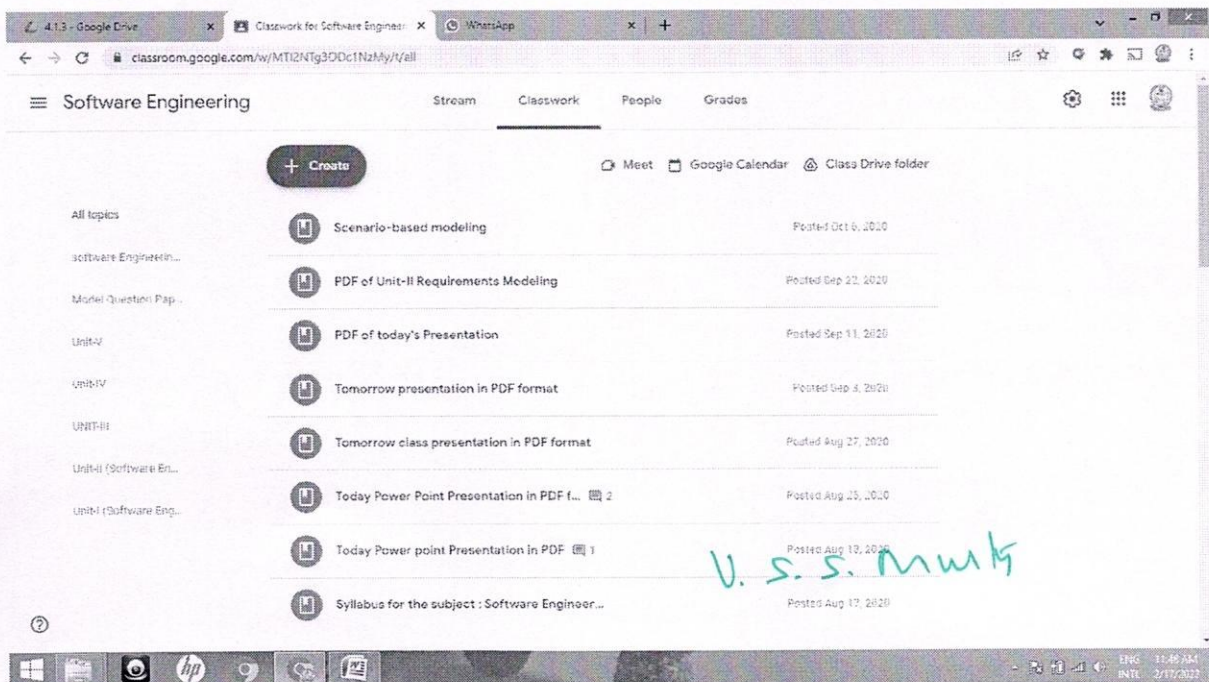 4.1.3 - Google Drive
Classwork for Software Engineer
WhatsApp
classroom.google.com/w/MTI2NTg3ODc1NzMy/t/all
Software Engineering
Stream Classwork People Grades
+ Create
Meet Google Calendar Class Drive folder
All topics
software Engineerin...
Model Question Pap...
Unit-V
unit-IV
UNIT-III
Unit-II (Software En...
Unit-I (Software Eng...
Scenario-based modeling Posted Oct 6, 2020
PDF of Unit-II Requirements Modeling Posted Sep 22, 2020
PDF of today's Presentation Posted Sep 11, 2020
Tomorrow presentation in PDF format Posted Sep 3, 2020
Tomorrow class presentation in PDF format Posted Aug 27, 2020
Today Power Point Presentation in PDF f... 2 Posted Aug 25, 2020
Today Power point Presentation in PDF 1 Posted Aug 2020
V. S. S.
Syllabus for the subject : Software Engineer... Posted Aug 17, 2020
hp
ENG 11:48 AM
INTL 2/17/2022